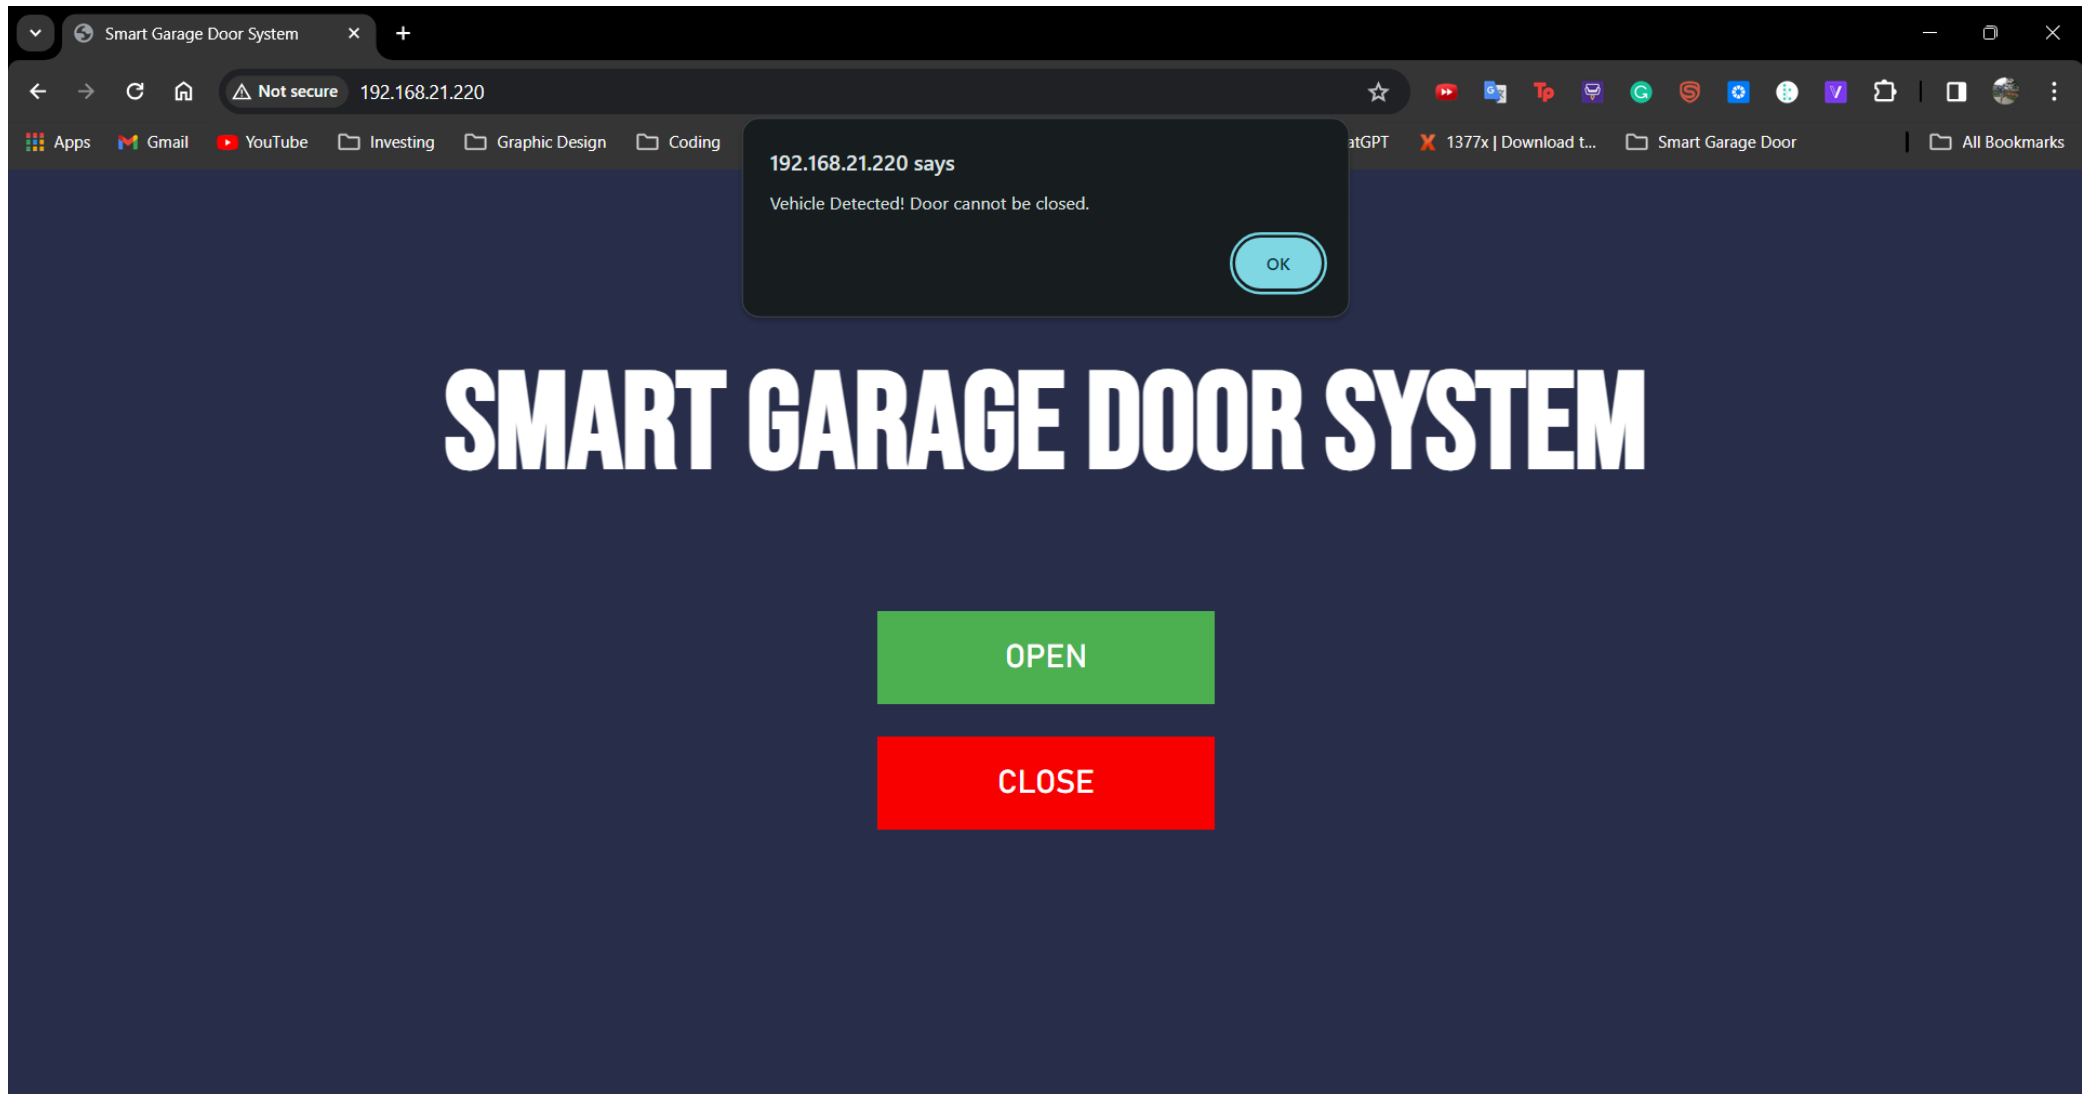 Smart Garage Door System
Not secure 192.168.21.220
Apps Gmail YouTube Investing Graphic Design Coding atGPT 1377x | Download t... Smart Garage Door All Bookmarks
192.168.21.220 says
Vehicle Detected! Door cannot be closed.
OK
SMART GARAGE DOOR SYSTEM
OPEN
CLOSE